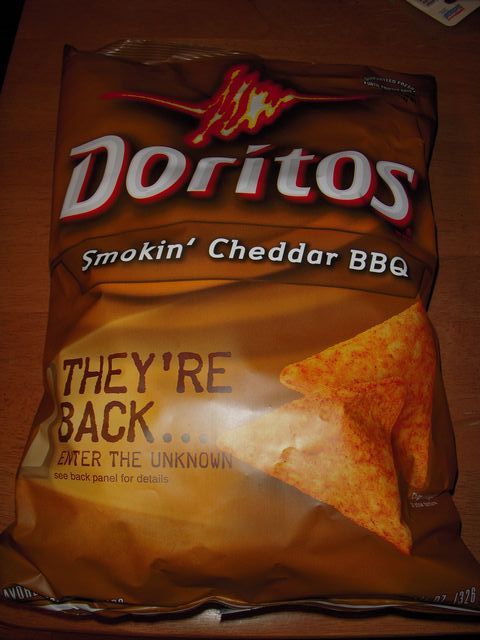 Doritos
Smokin' Cheddar BBQ
THEY'RE
BACK...
ENTER THE UNKNOWN
see back panel for details